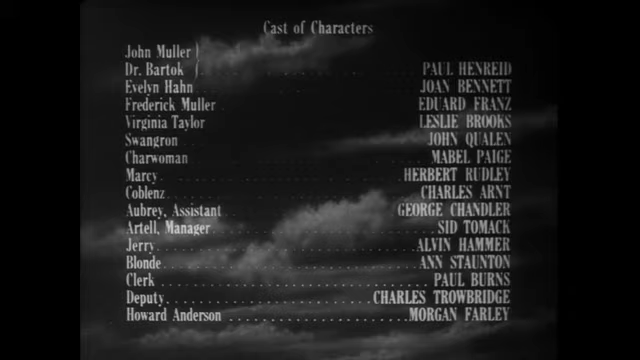 Cast of Characters
John Muller
Dr. Bartok PAUL HENREID
Evelyn Hahn JOAN BENNETT
Frederick Muller EDUARD FRANZ
Virginia Taylor LESLIE BROOKS
Swangron JOHN QUALEN
Charwoman MABEL PAIGE
Marcy HERBERT RUDLEY
Coblenz CHARLES ARNT
Aubrey, Assistant GEORGE CHANDLER
Artell, Manager SID TOMACK
Jerry ALVIN HAMMER
Blonde ANN STAUNTON
Clerk PAUL BURNS
Deputy CHARLES TROWBRIDGE
Howard Anderson MORGAN FARLEY